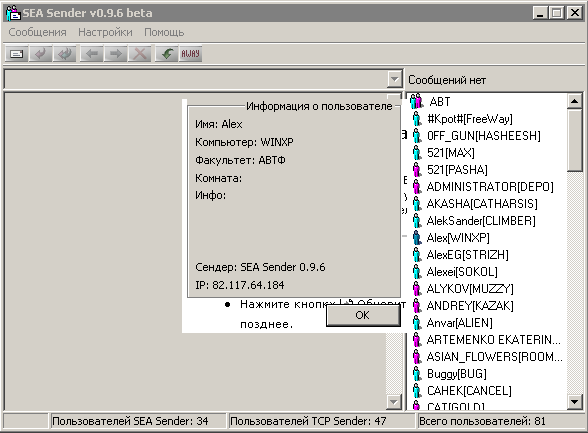 SEA Sender v0.9.6 beta
Сообщения Настройки Помощь
AWAY
Сообщений нет
Информация о пользователе
Имя: Alex
Компьютер: WINXP
Факультет: АВТФ
Комната:
Инфо:
Сендер: SEA Sender 0.9.6
IP: 82.117.64.184
Нажмите кнопку
позднее.
OK
ABT
#Kpot#[FreeWay]
0FF_GUN[HASHEESH]
521[MAX]
521[PASHA]
ADMINISTRATOR[DEPO]
AKASHA[CATHARSIS]
AlekSander[CLIMBER]
Alex[WINXP]
AlexEG[STRIZH]
Alexei[SOKOL]
ALYKOV[MUZZY]
ANDREY[KAZAK]
Anvar[ALIEN]
ARTEMENKO EKATERIN...
ASIAN_FLOWERS[ROOM...
Buggy[BUG]
CAHEK[CANCEL]
CAT[GOLD]
Пользователей SEA Sender: 34 Пользователей TCP Sender: 47 Всего пользователей: 81